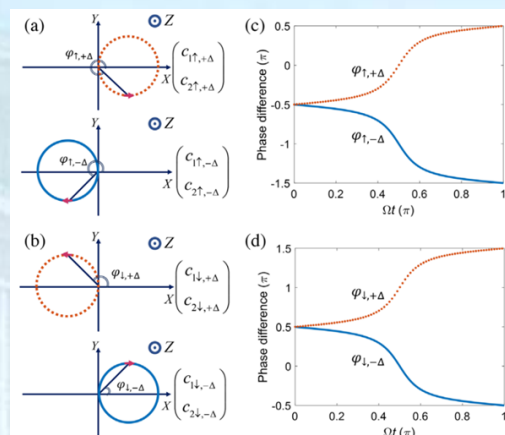 (a)
Y
Z
φ↑,+Δ
X
c1↑,+Δ
c2↑,+Δ
Y
Z
φ↑,-Δ
X
c1↑,-Δ
c2↑,-Δ
(b)
Y
Z
φ↓,+Δ
X
c1↓,+Δ
c2↓,+Δ
Y
Z
φ↓,-Δ
X
c1↓,-Δ
c2↓,-Δ
(c)
Phase difference (π)
0.5
0
-0.5
-1
-1.5
φ↑,+Δ
φ↑,-Δ
0 0.2 0.4 0.6 0.8 1
Ωt (π)
(d)
Phase difference (π)
1.5
1
0.5
0
-0.5
φ↓,+Δ
φ↓,-Δ
0 0.2 0.4 0.6 0.8 1
Ωt (π)